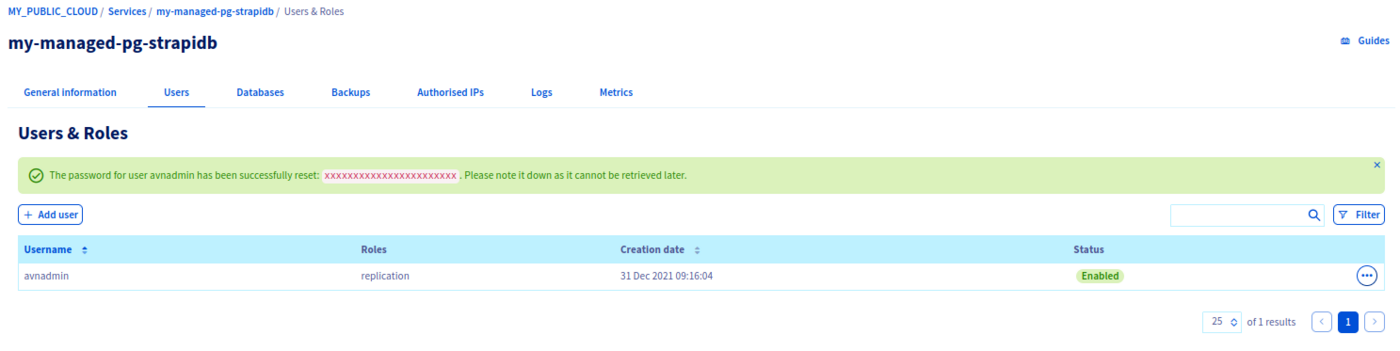 MY_PUBLIC_CLOUD / Services / my-managed-pg-strapidb / Users & Roles
my-managed-pg-strapidb
Guides
General information Users Databases Backups Authorised IPs Logs Metrics
Users & Roles
The password for user avnadmin has been successfully reset: xxxxxxxxxxxxxxxxxxxxxxxx . Please note it down as it cannot be retrieved later.
+ Add user
Filter
Username Roles Creation date Status
avnadmin replication 31 Dec 2021 09:16:04 Enabled
25 of 1 results 1